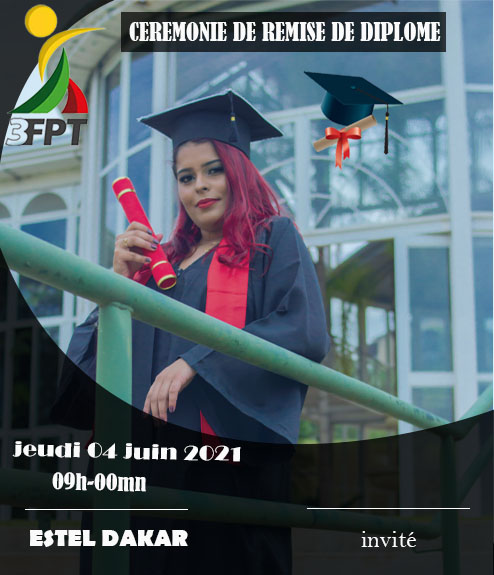 CEREMONIE DE REMISE DE DIPLOME
3FPT
jeudi 04 juin 2021
09h-00mn
ESTEL DAKAR
invité